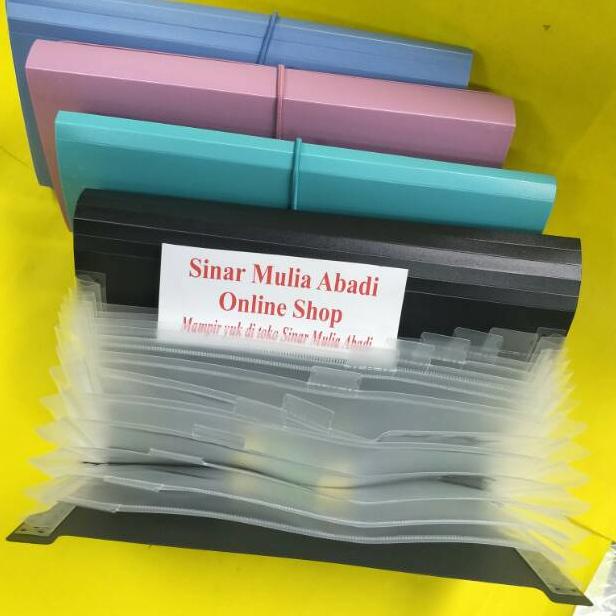 Sinar Mulia Abadi
Online Shop
Mampir yuk di toko Sinar Mulia Abadi